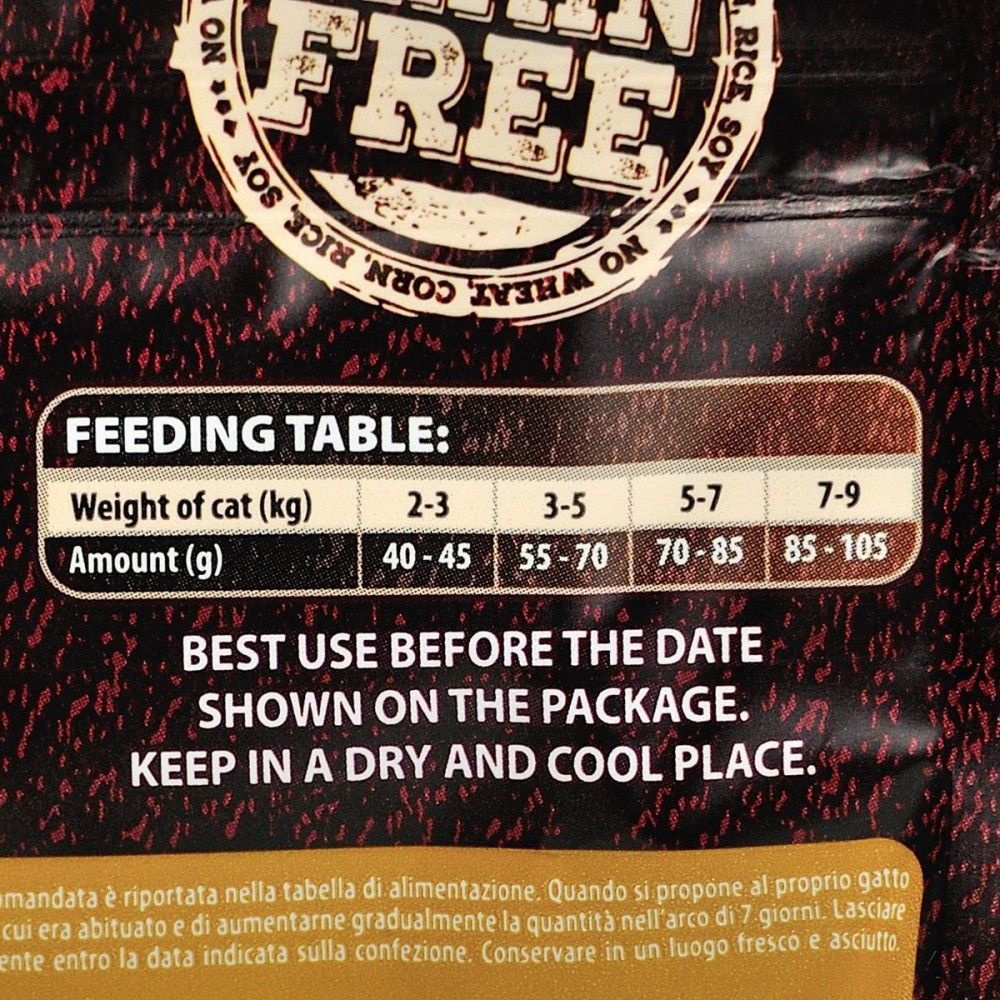 FREE
NO WHEAT, CORN, RICE, SOY
RICE, SOY
FEEDING TABLE:
Weight of cat (kg) 2-3 3-5 5-7 7-9
Amount (g) 40 - 45 55 - 70 70 - 85 85 - 105
BEST USE BEFORE THE DATE
SHOWN ON THE PACKAGE.
KEEP IN A DRY AND COOL PLACE.
è riportata nella tabella di alimentazione. Quando si propone al proprio gatto
cui era abituato e di aumentarne gradualmente la quantità nell'arco di 7 giorni. Lasciare
entro la data indicata sulla confezione. Conservare in un luogo fresco e asciutto.